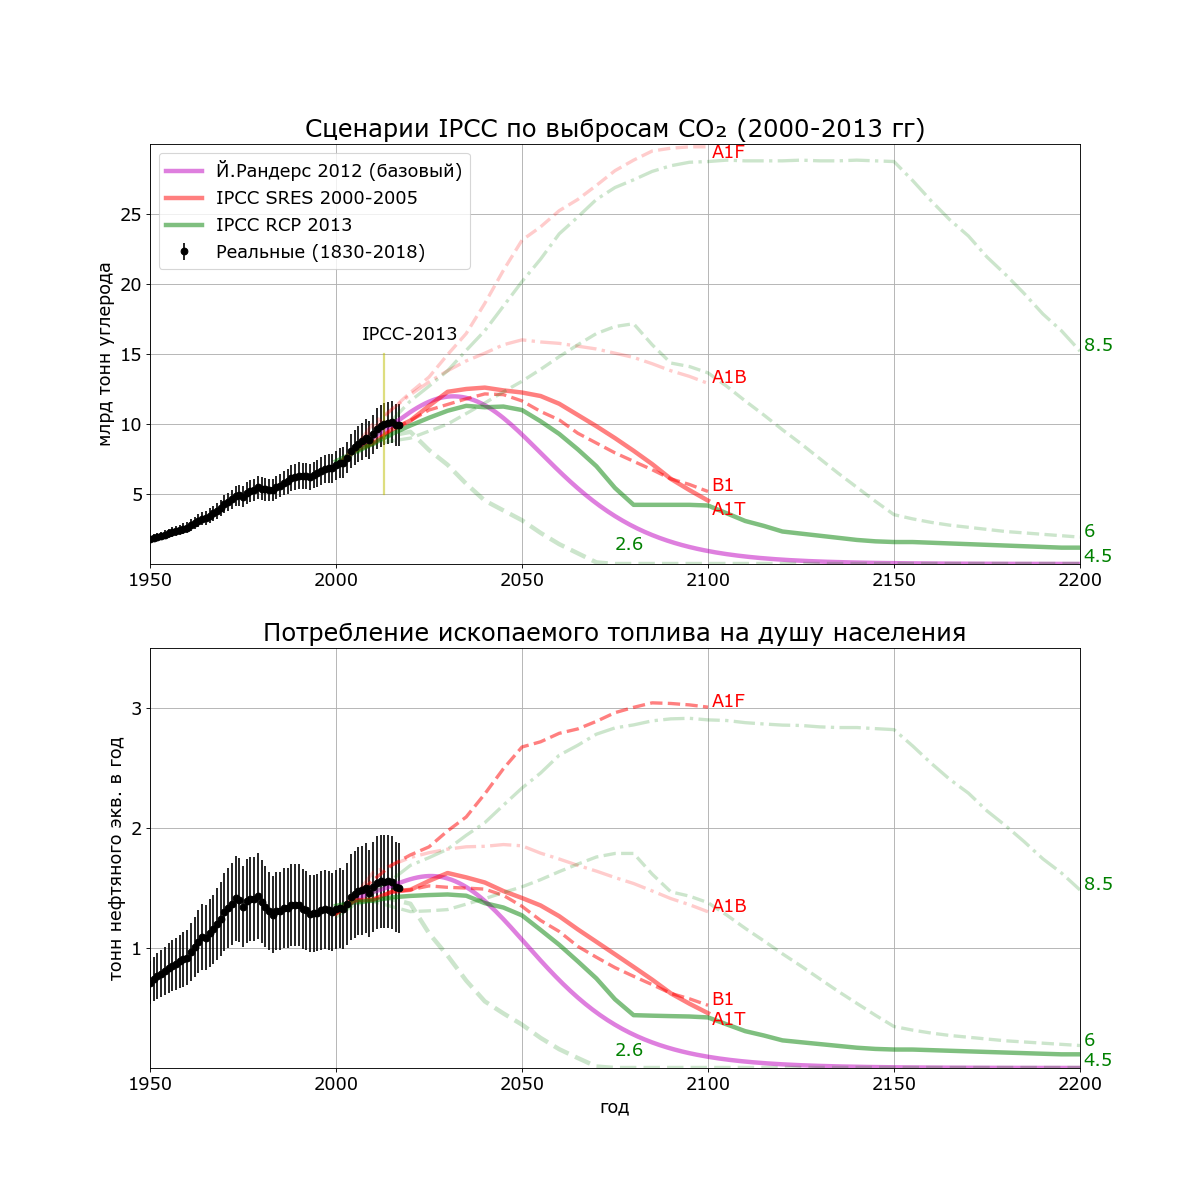 Сценарии IPCC по выбросам CO₂ (2000-2013 гг)
млрд тонн углерода
25
20
15
10
5
Й.Рандерс 2012 (базовый)
IPCC SRES 2000-2005
IPCC RCP 2013
Реальные (1830-2018)
IPCC-2013
A1F
8.5
A1B
B1
A1T
6
2.6
4.5
1950 2000 2050 2100 2150 2200
Потребление ископаемого топлива на душу населения
тонн нефтяного экв. в год
3
2
1
A1F
8.5
A1B
B1
A1T
6
2.6
4.5
1950 2000 2050 2100 2150 2200
год